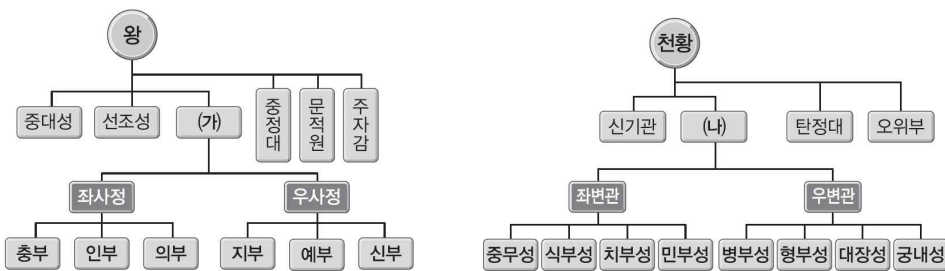 왕
중대성 선조성 (가) 중정대 문적원 주자감
좌사정 우사정
충부 인부 의부 지부 예부 신부
천황
신기관 (나) 탄정대 오위부
좌변관 우변관
중무성 식부성 치부성 민부성 병부성 형부성 대장성 궁내성